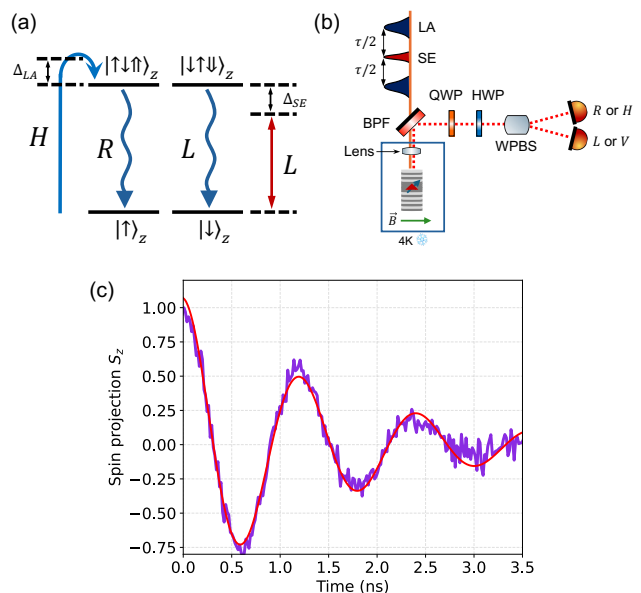 (a)
Δ_LA
|↑↓⇑⟩_z
|↓↑⇓⟩_z
Δ_SE
H
R
L
L
|↑⟩_z
|↓⟩_z
(b)
LA
τ/2
SE
τ/2
QWP
HWP
BPF
WPBS
R or H
L or V
Lens
B⃗
4K
(c)
Spin projection S_z
1.00
0.75
0.50
0.25
0.00
−0.25
−0.50
−0.75
0.0 0.5 1.0 1.5 2.0 2.5 3.0 3.5
Time (ns)